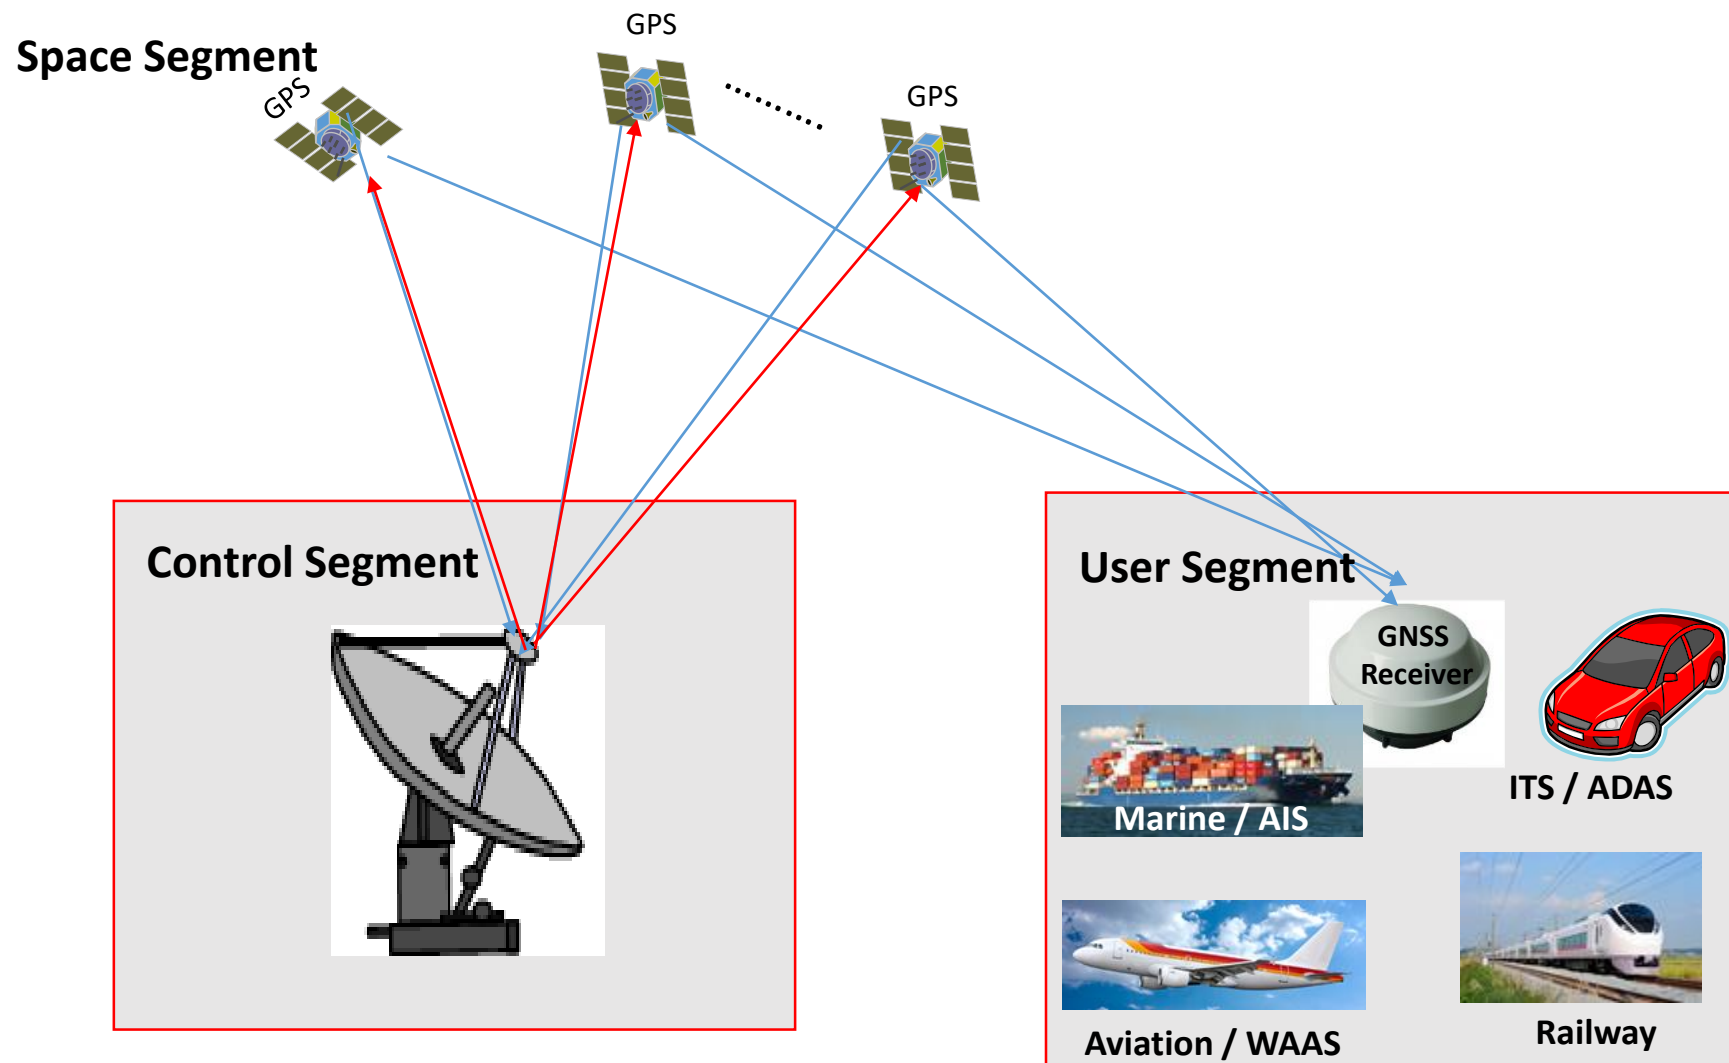 GPS
Space Segment
GPS
GPS
Control Segment
User Segment
GNSS
Receiver
ITS / ADAS
Marine / AIS
Aviation / WAAS
Railway